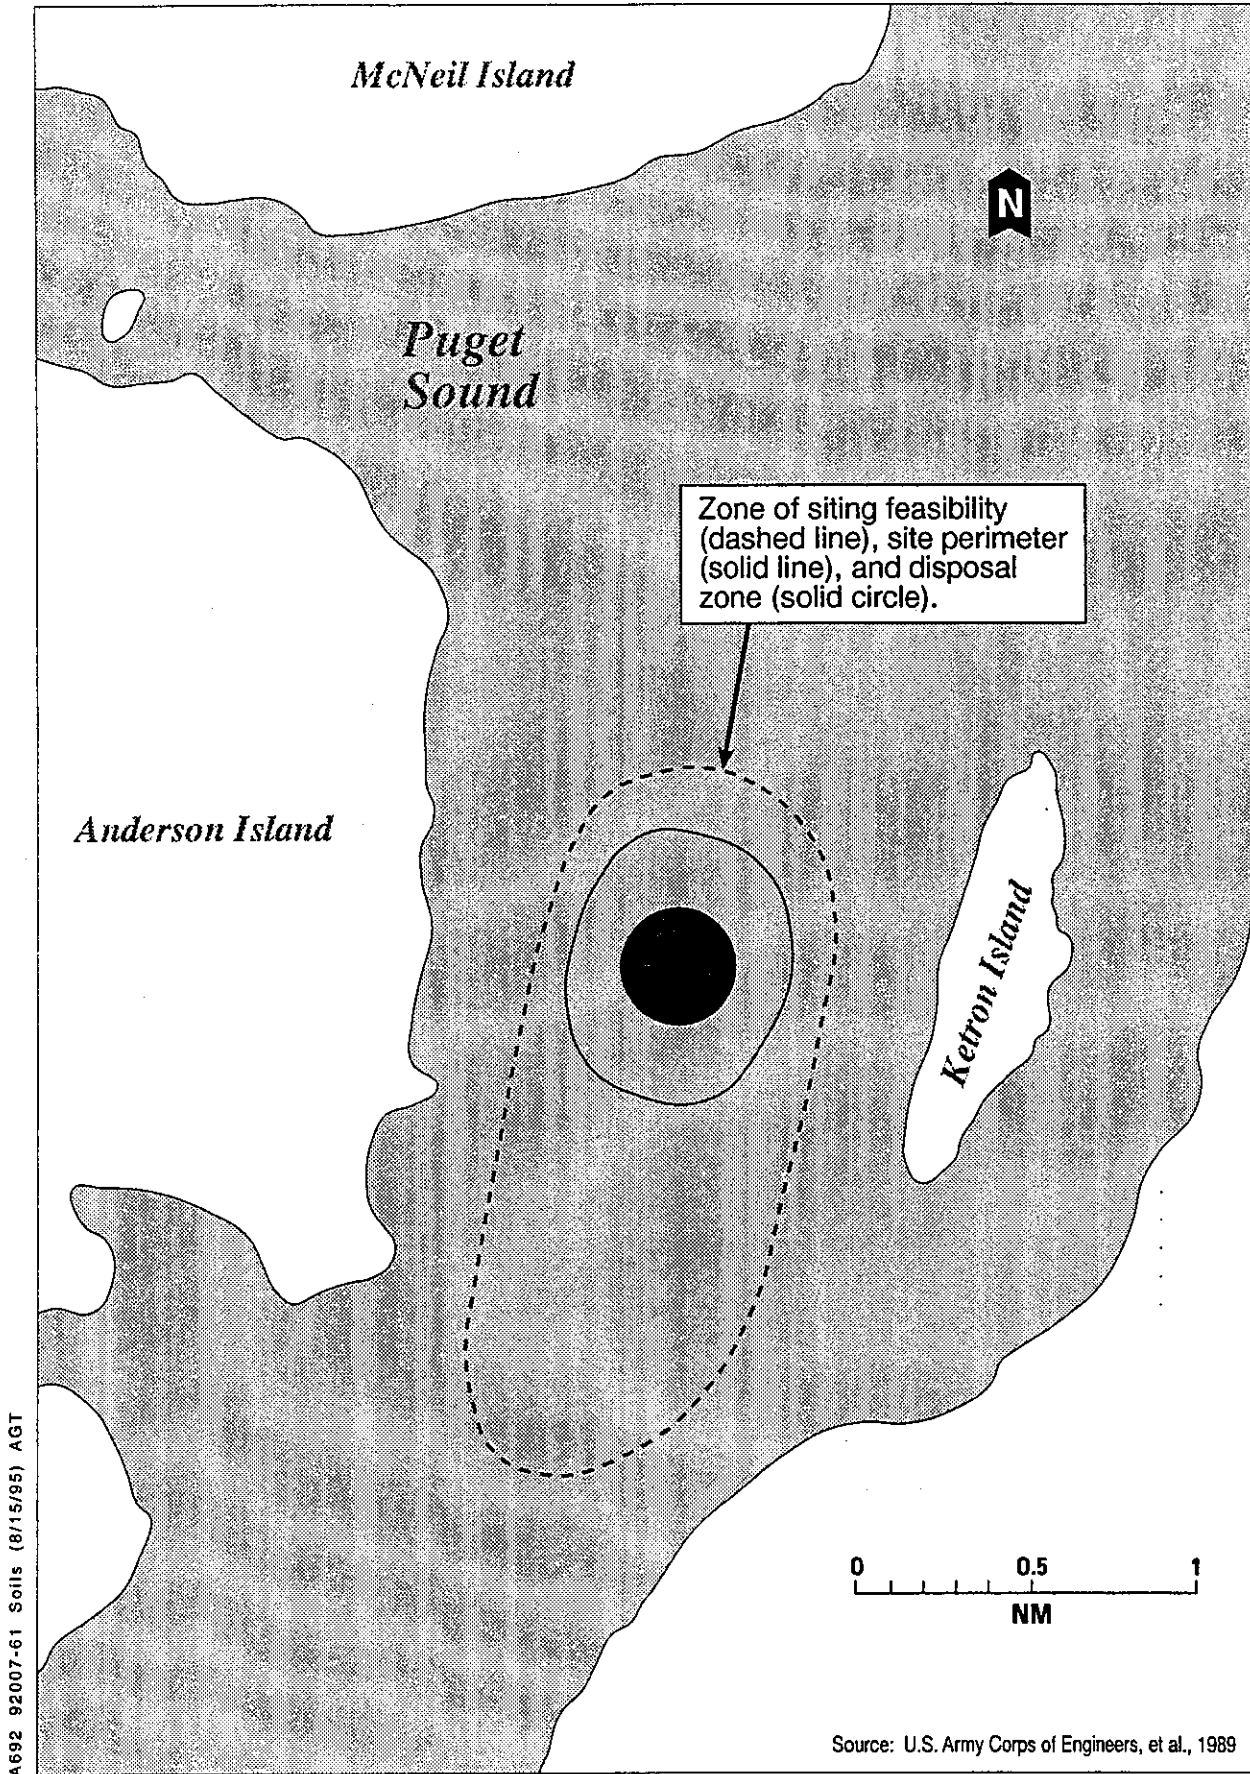 McNeil Island
N
Puget
Sound
Zone of siting feasibility
(dashed line), site perimeter
(solid line), and disposal
zone (solid circle).
Anderson Island
Ketron Island
0 0.5 1
NM
Source: U.S. Army Corps of Engineers, et al., 1989
A692 92007-61 Soils (8/15/95) AGT